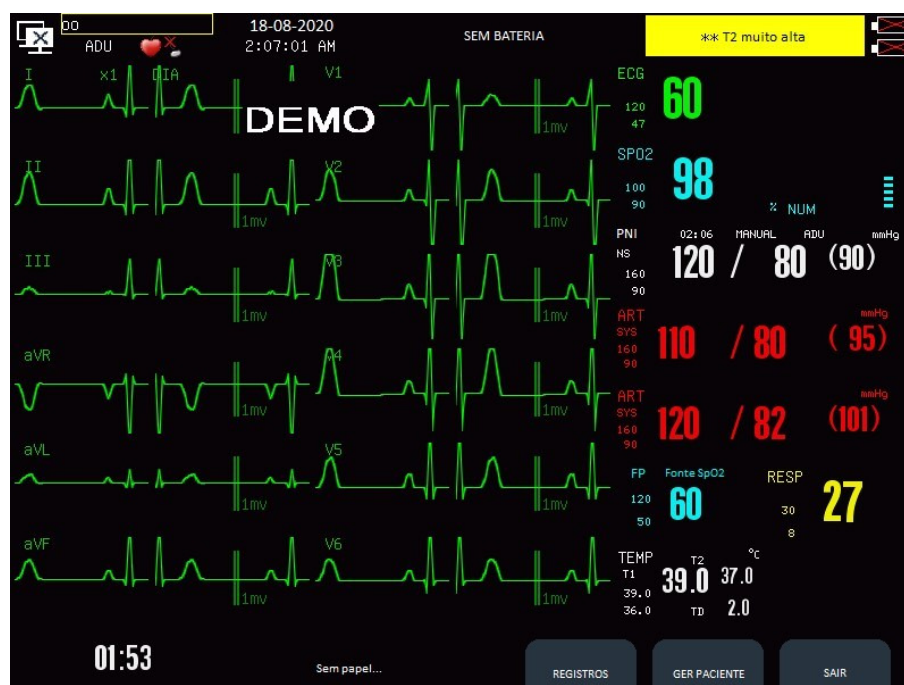 00
18-08-2020
SEM BATERIA
** T2 muito alta
ADU
2:07:01 AM
I x1 DIA V1
DEMO
1mv
ECG
60
120
47
II V2
1mv
SPO2
98
100
90
% NUM
PNI 02:06 MANUAL ADU mmHg
NS
120 / 80 (90)
160
90
III V3
1mv 1mv
ART mmHg
SYS
110 / 80 (95)
160
90
aVR V4
1mv 1mv
ART mmHg
SYS
120 / 82 (101)
160
90
aVL V5
1mv 1mv
FP Fonte SpO2
60
120
50
RESP
27
30
8
aVF V6
1mv 1mv
TEMP T2 °C
T1
39.0 37.0
39.0
36.0 TD 2.0
01:53
Sem papel...
REGISTROS
GER PACIENTE
SAIR